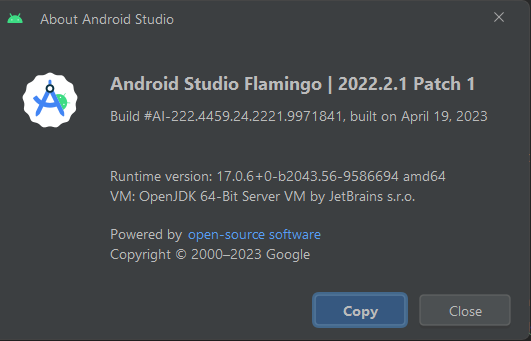 About Android Studio
Android Studio Flamingo | 2022.2.1 Patch 1
Build #AI-222.4459.24.2221.9971841, built on April 19, 2023
Runtime version: 17.0.6+0-b2043.56-9586694 amd64
VM: OpenJDK 64-Bit Server VM by JetBrains s.r.o.
Powered by open-source software
Copyright © 2000–2023 Google
Copy Close